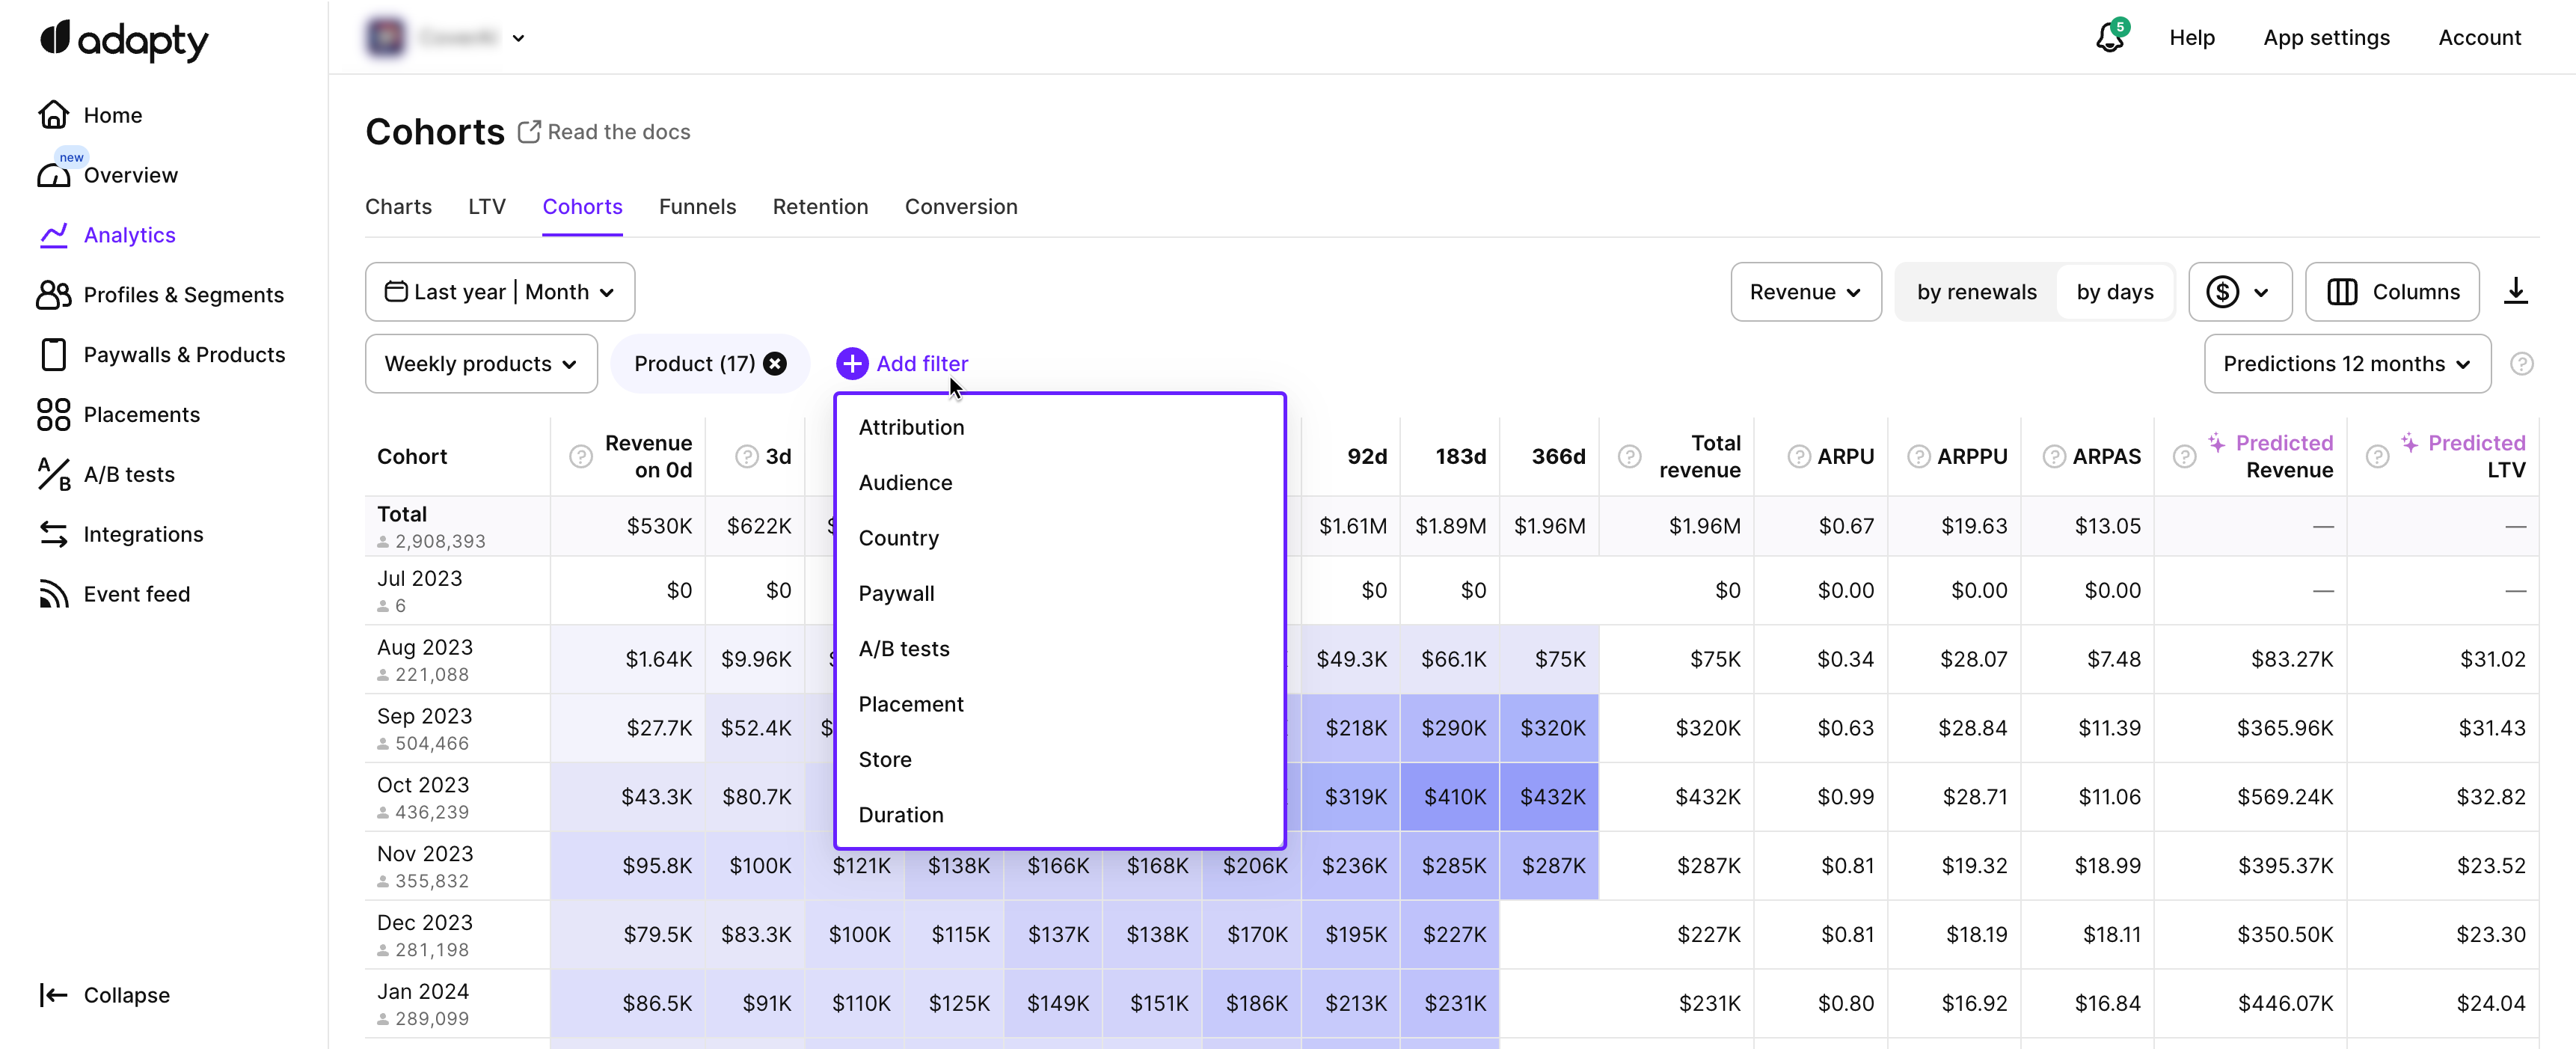 adapty
5
Help
App settings
Account
Home
new
Overview
Analytics
Profiles & Segments
Paywalls & Products
Placements
A/B tests
Integrations
Event feed
Collapse
Cohorts
Read the docs
Charts LTV Cohorts Funnels Retention Conversion
Last year | Month
Revenue
by renewals
by days
Columns
Weekly products
Product (17)
Add filter
Predictions 12 months
Attribution
Audience
Country
Paywall
A/B tests
Placement
Store
Duration
Cohort Revenue on 0d 3d 92d 183d 366d Total revenue ARPU ARPPU ARPAS Predicted Revenue Predicted LTV
Total $530K $622K $1.61M $1.89M $1.96M $1.96M $0.67 $19.63 $13.05 — —
2,908,393
Jul 2023 $0 $0 $0 $0 $0 $0.00 $0.00 $0.00 — —
6
Aug 2023 $1.64K $9.96K $49.3K $66.1K $75K $75K $0.34 $28.07 $7.48 $83.27K $31.02
221,088
Sep 2023 $27.7K $52.4K $218K $290K $320K $320K $0.63 $28.84 $11.39 $365.96K $31.43
504,466
Oct 2023 $43.3K $80.7K $319K $410K $432K $432K $0.99 $28.71 $11.06 $569.24K $32.82
436,239
Nov 2023 $95.8K $100K $121K $138K $166K $168K $206K $236K $285K $287K $287K $0.81 $19.32 $18.99 $395.37K $23.52
355,832
Dec 2023 $79.5K $83.3K $100K $115K $137K $138K $170K $195K $227K $227K $0.81 $18.19 $18.11 $350.50K $23.30
281,198
Jan 2024 $86.5K $91K $110K $125K $149K $151K $186K $213K $231K $231K $0.80 $16.92 $16.84 $446.07K $24.04
289,099